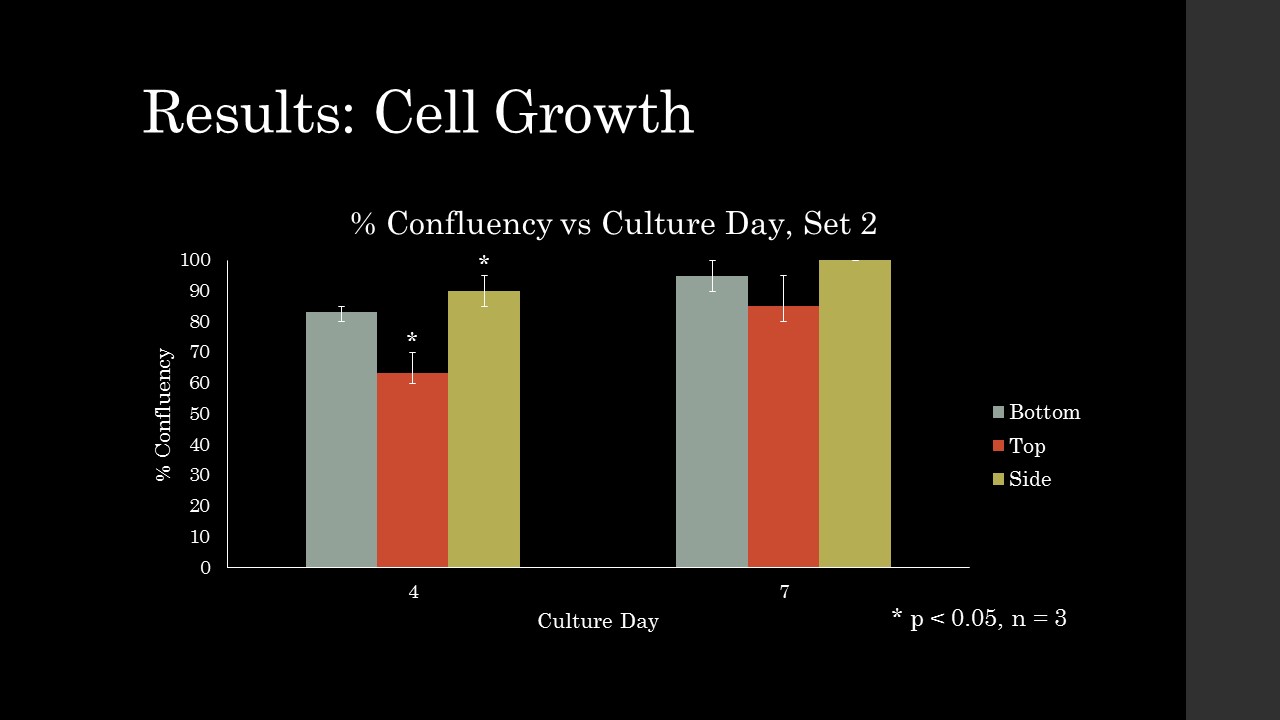 Results: Cell Growth
% Confluency vs Culture Day, Set 2
% Confluency
100
90
80
70
60
50
40
30
20
10
0
*
*
4
7
Culture Day
Bottom
Top
Side
* p < 0.05, n = 3